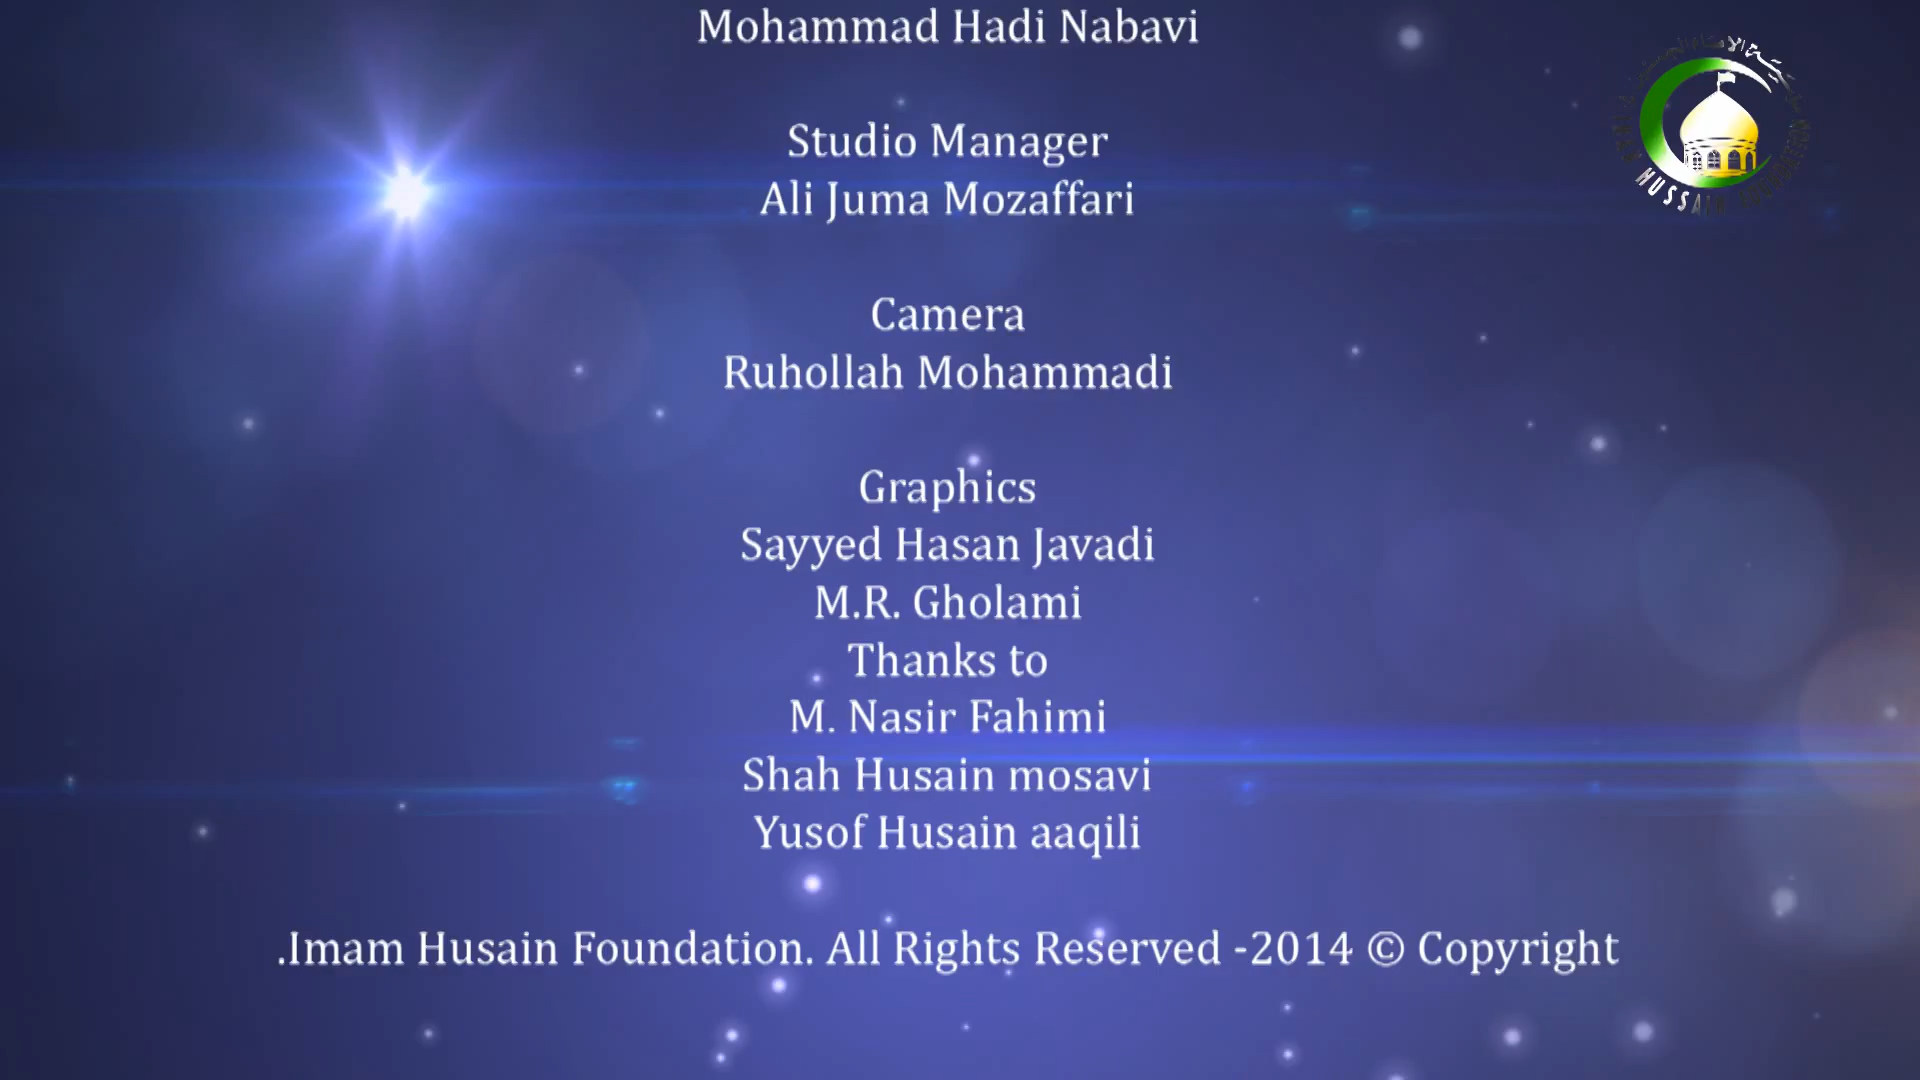 Mohammad Hadi Nabavi
Studio Manager
Ali Juma Mozaffari
Camera
Ruhollah Mohammadi
Graphics
Sayyed Hasan Javadi
M.R. Gholami
Thanks to
M. Nasir Fahimi
Shah Husain mosavi
Yusof Husain aaqili
.Imam Husain Foundation. All Rights Reserved -2014 © Copyright
HUSSAIN